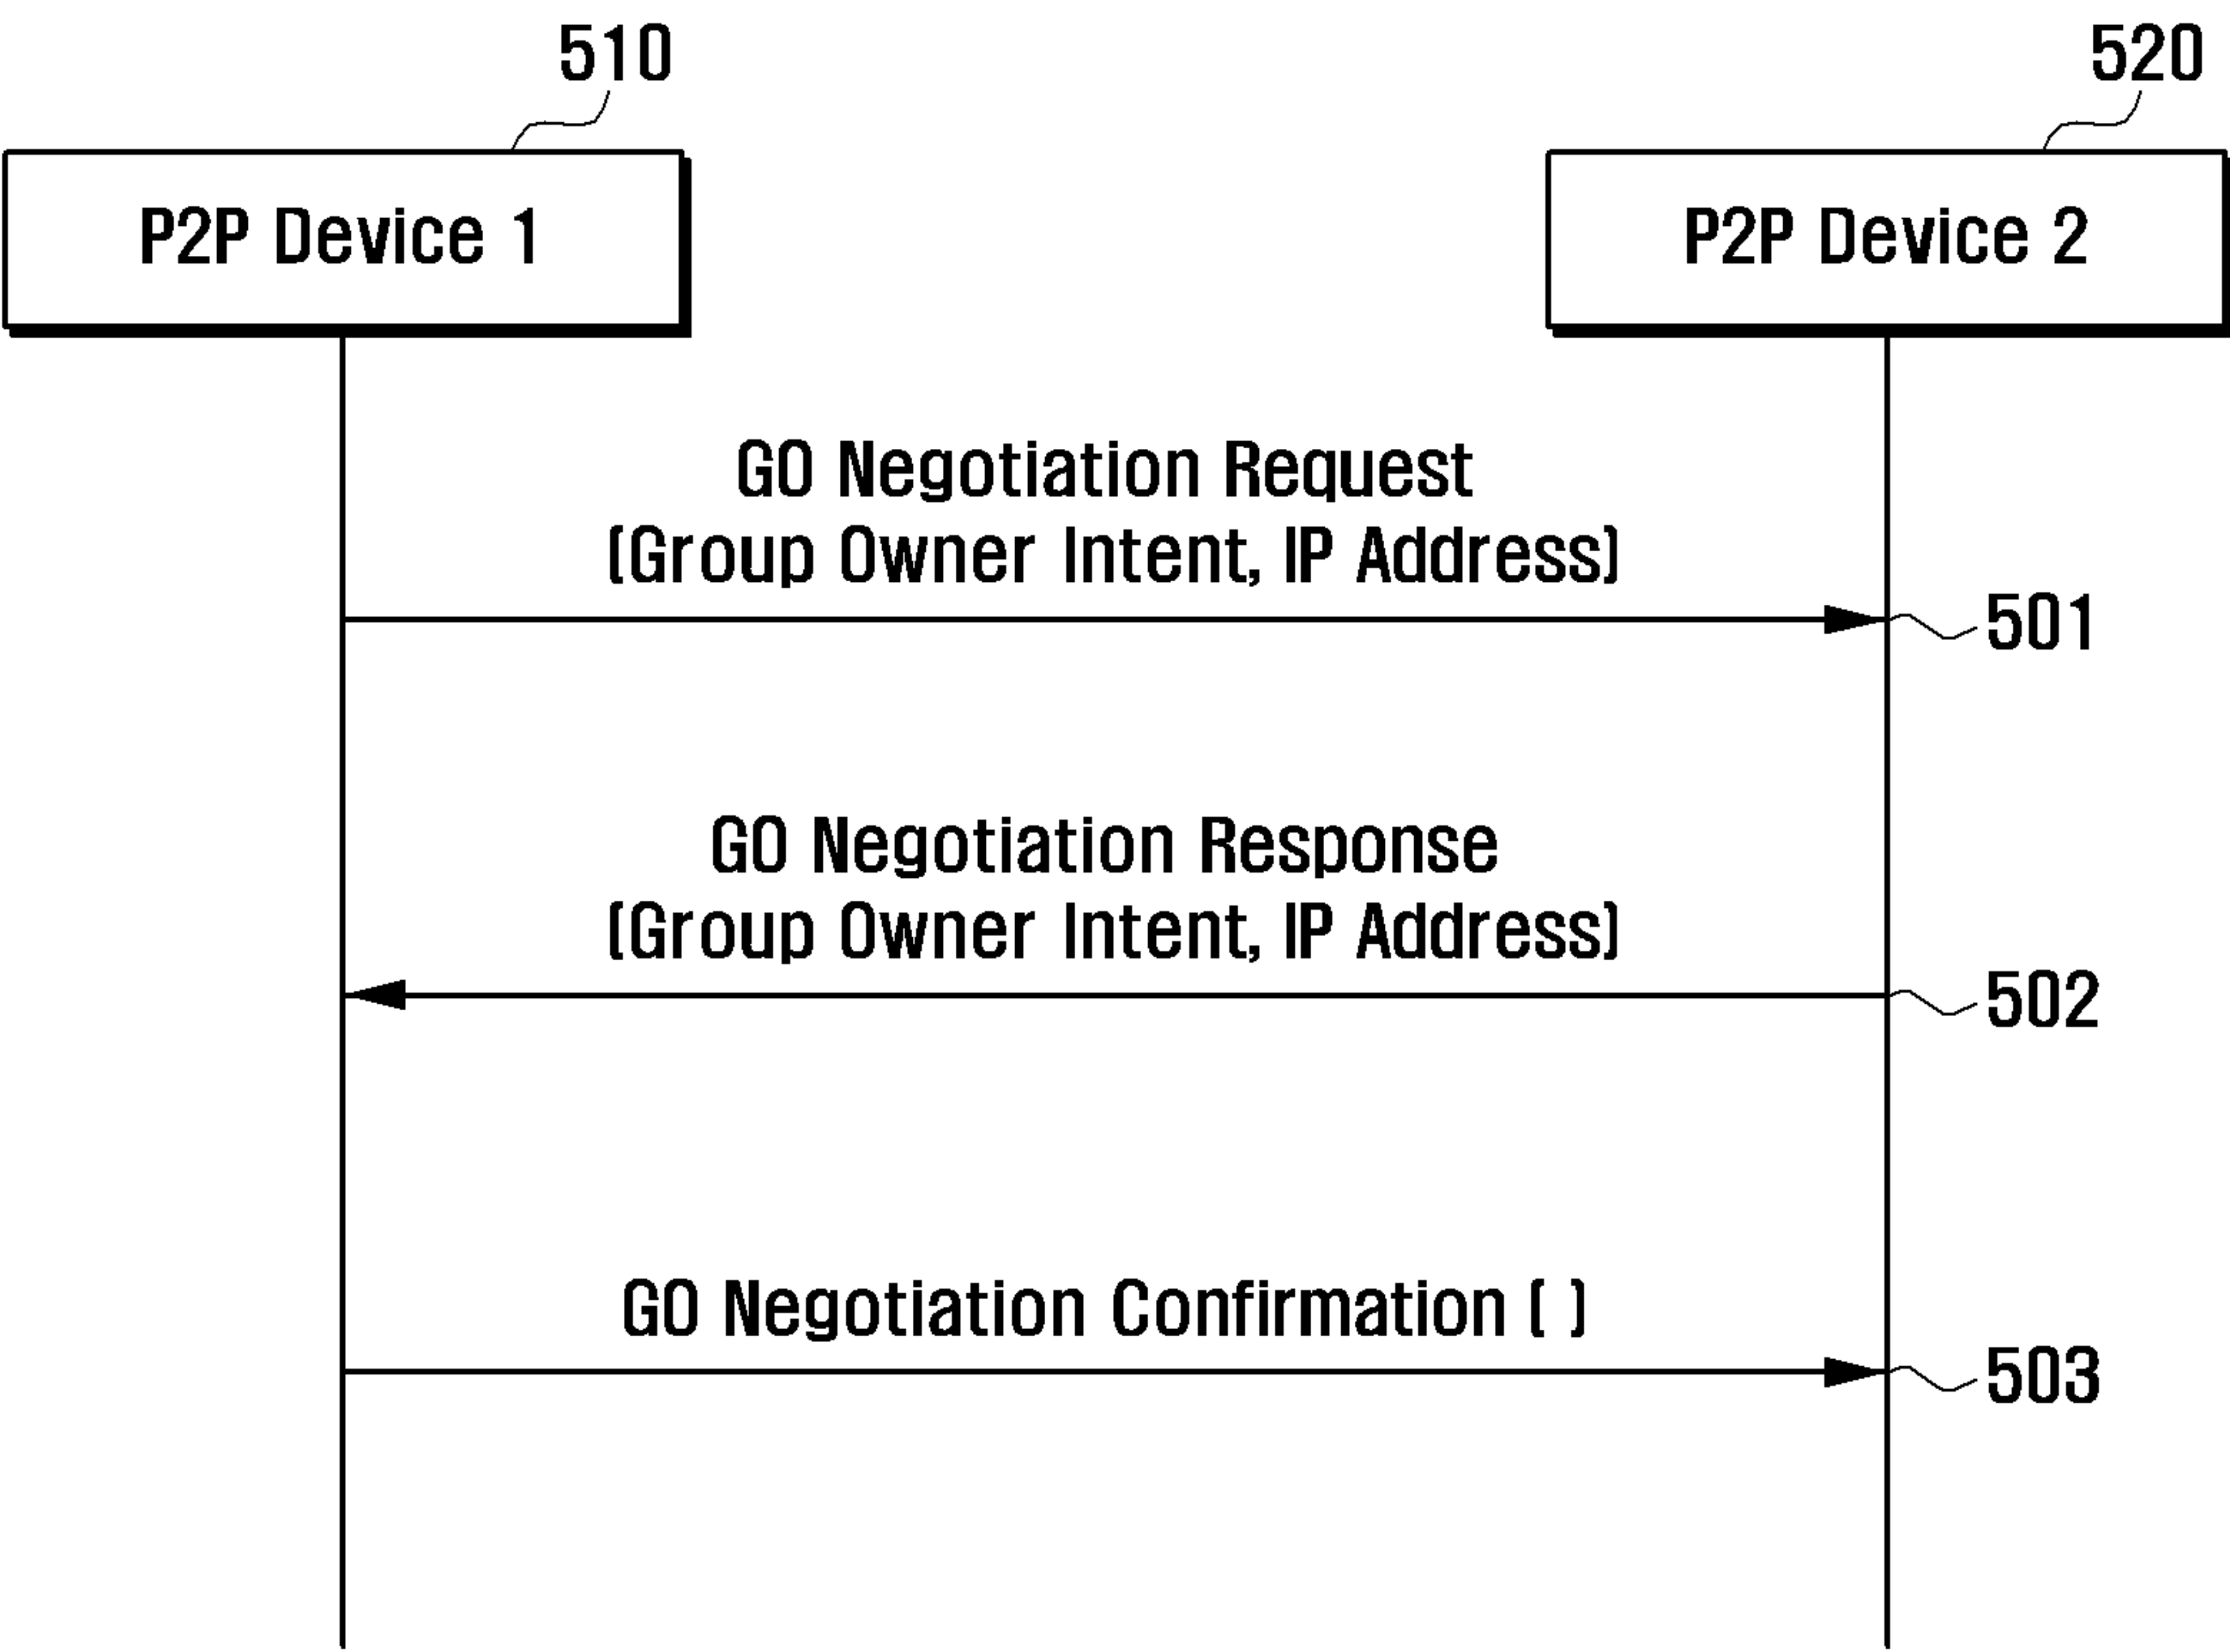 510
520
P2P Device 1
P2P Device 2
GO Negotiation Request
(Group Owner Intent, IP Address)
501
GO Negotiation Response
(Group Owner Intent, IP Address)
502
GO Negotiation Confirmation ( )
503